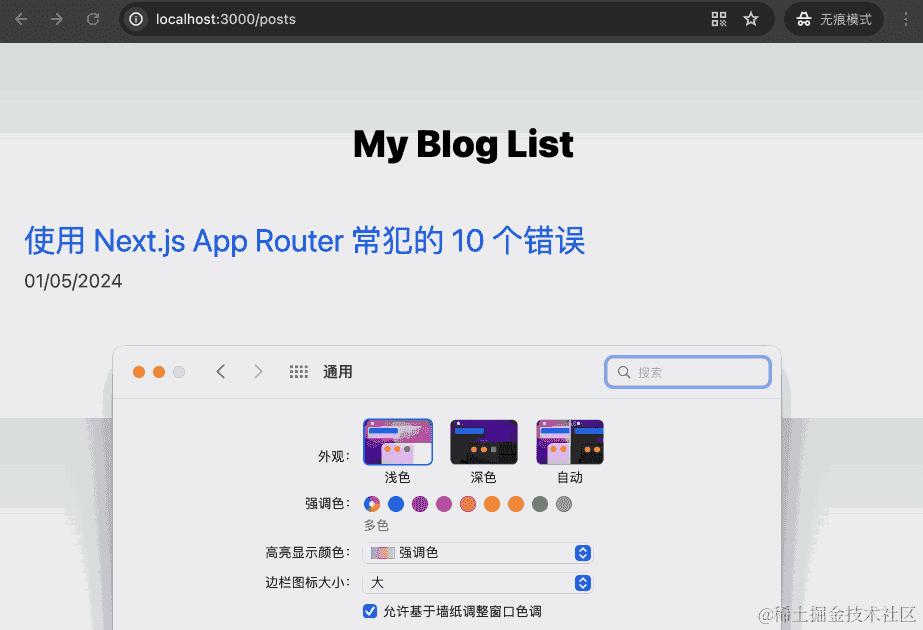 localhost:3000/posts
无痕模式
My Blog List
使用 Next.js App Router 常犯的 10 个错误
01/05/2024
通用
搜索
外观：
浅色
深色
自动
强调色：
多色
高亮显示颜色：
强调色
边栏图标大小：
大
允许基于墙纸调整窗口色调
@稀土掘金技术社区